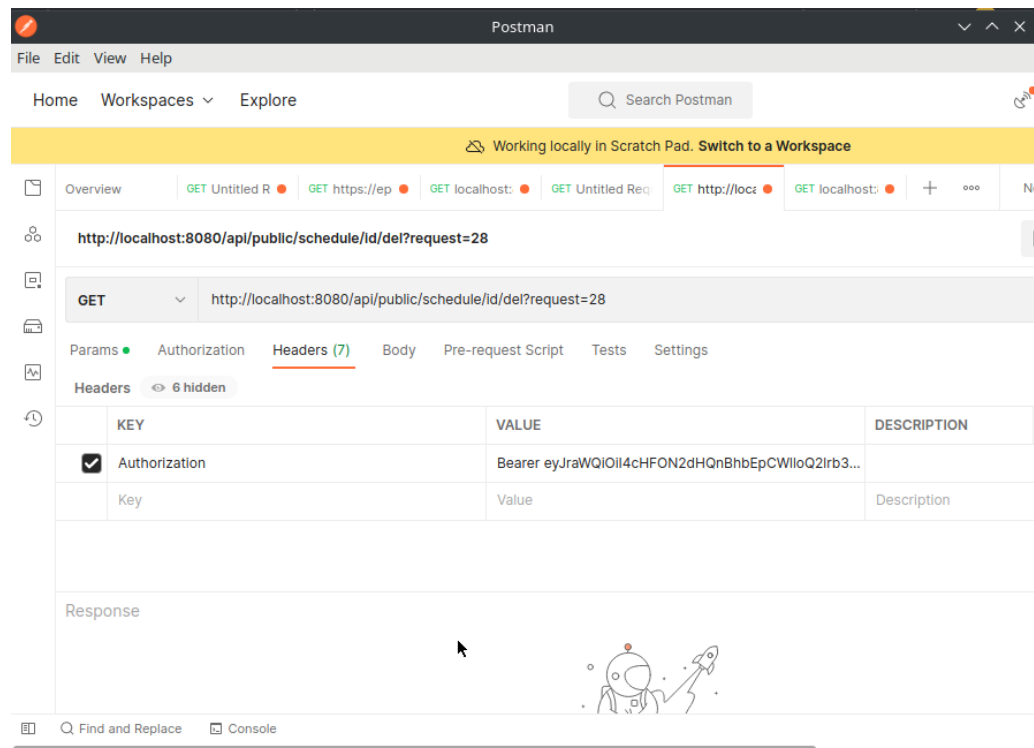 Postman
File Edit View Help
Home Workspaces Explore Search Postman
Working locally in Scratch Pad. Switch to a Workspace
Overview GET Untitled R GET https://ep GET localhost: GET Untitled Req GET http://loca GET localhost:
http://localhost:8080/api/public/schedule/id/del?request=28
GET http://localhost:8080/api/public/schedule/id/del?request=28
Params Authorization Headers (7) Body Pre-request Script Tests Settings
Headers 6 hidden
KEY VALUE DESCRIPTION
Authorization Bearer eyJraWQiOiI4cHFON2dHQnBhbEpCWlloQ2lrb3...
Key Value Description
Response
Find and Replace Console